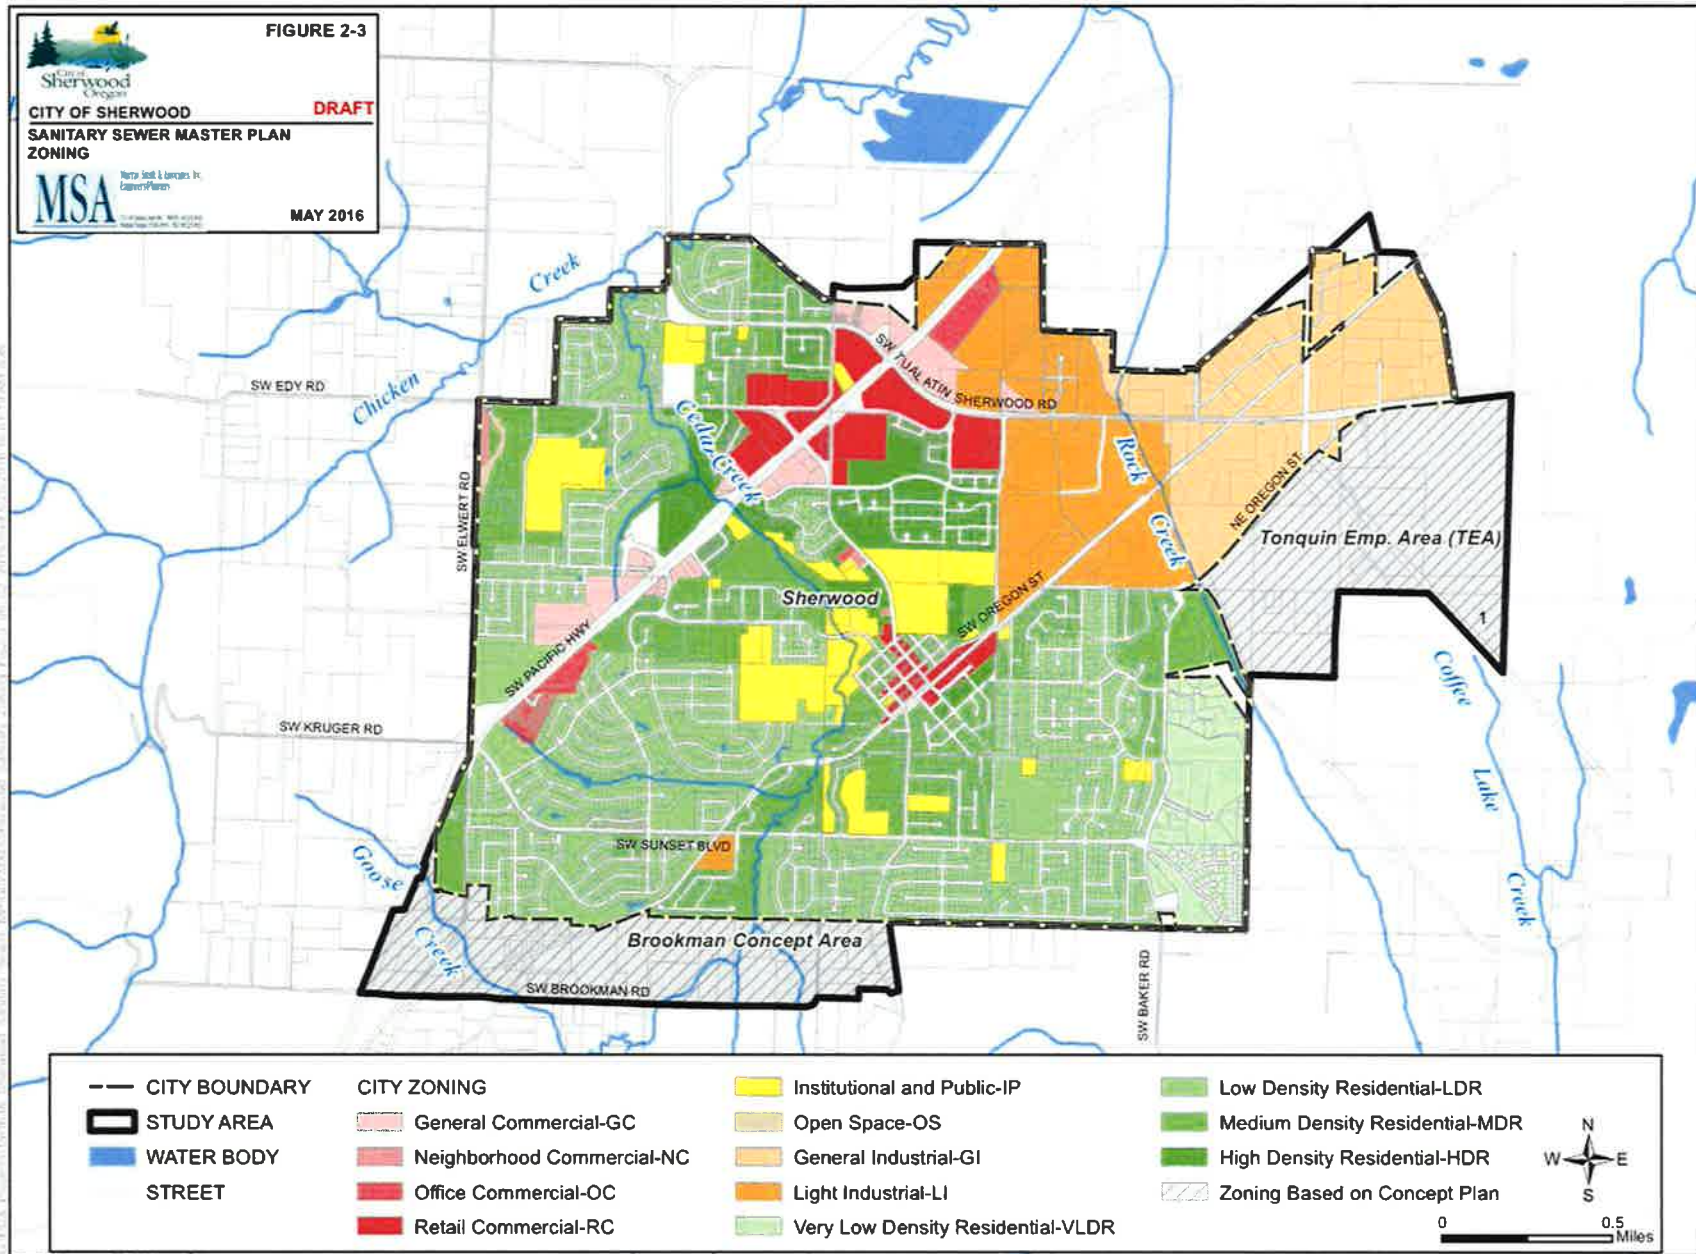 FIGURE 2-3
City of
Sherwood
Oregon
CITY OF SHERWOOD
DRAFT
SANITARY SEWER MASTER PLAN
ZONING
MSA
MAY 2016
Creek
Chicken
SW EDY RD
SW ELWERT RD
Cedar Creek
SW TUALATIN SHERWOOD RD
Rock
Creek
NE OREGON ST
Tonquin Emp. Area (TEA)
1
Sherwood
SW OREGON ST
SW PACIFIC HWY
SW KRUGER RD
Coffee
Lake
Creek
SW SUNSET BLVD
Goose
Creek
Brookman Concept Area
SW BROOKMAN RD
SW BAKER RD
CITY BOUNDARY
STUDY AREA
WATER BODY
STREET
CITY ZONING
General Commercial-GC
Neighborhood Commercial-NC
Office Commercial-OC
Retail Commercial-RC
Institutional and Public-IP
Open Space-OS
General Industrial-GI
Light Industrial-LI
Very Low Density Residential-VLDR
Low Density Residential-LDR
Medium Density Residential-MDR
High Density Residential-HDR
Zoning Based on Concept Plan
N
W E
S
0 0.5
Miles